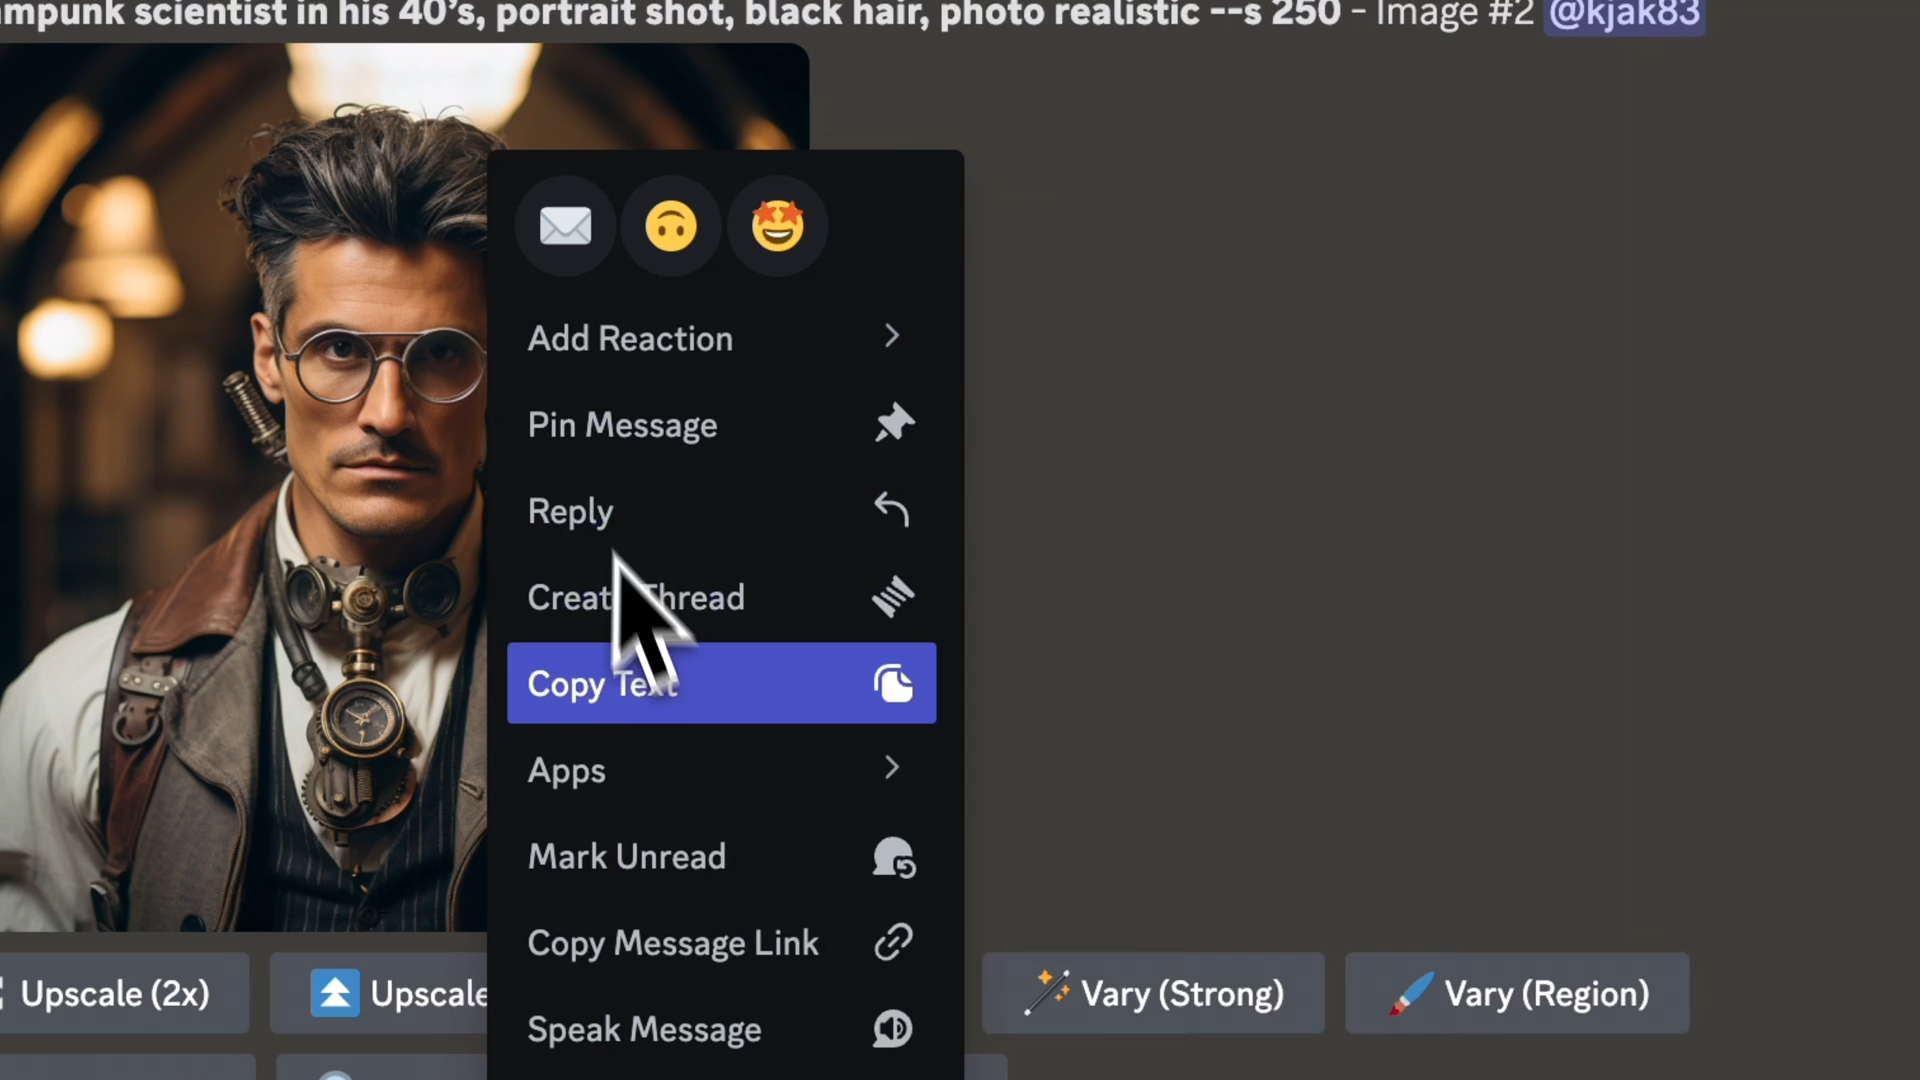 mpunk scientist in his 40's, portrait shot, black hair, photo realistic --s 250 - Image #2 @kjak83
Add Reaction
Pin Message
Reply
Create Thread
Copy Text
Apps
Mark Unread
Copy Message Link
Speak Message
Upscale (2x)
Upscale
Vary (Strong)
Vary (Region)